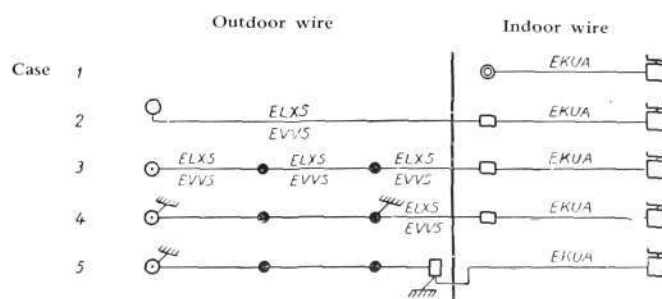 Outdoor wire Indoor wire
Case 1 EKUA
2 ELXS EKUA
EVVS
3 ELXS ELXS ELXS EKUA
EVVS EVVS EVVS
4 ELXS EKUA
EVVS
5 EKUA